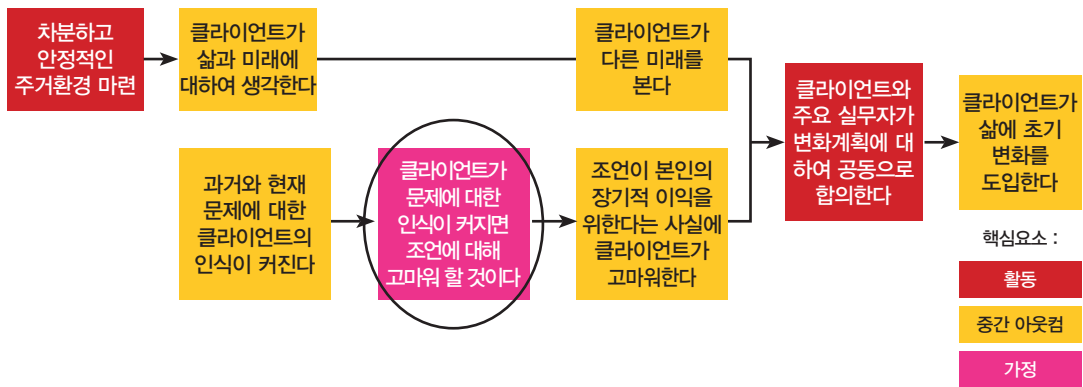 차분하고
안정적인
주거환경 마련
클라이언트가
삶과 미래에
대하여 생각한다
클라이언트가
다른 미래를
본다
과거와 현재
문제에 대한
클라이언트의
인식이 커진다
클라이언트가
문제에 대한
인식이 커지면
조언에 대해
고마워 할 것이다
조언이 본인의
장기적 이익을
위한다는 사실에
클라이언트가
고마워한다
클라이언트와
주요 실무자가
변화계획에 대
하여 공동으로
합의한다
클라이언트가
삶에 초기
변화를
도입한다
핵심요소 :
활동
중간 아웃컴
가정